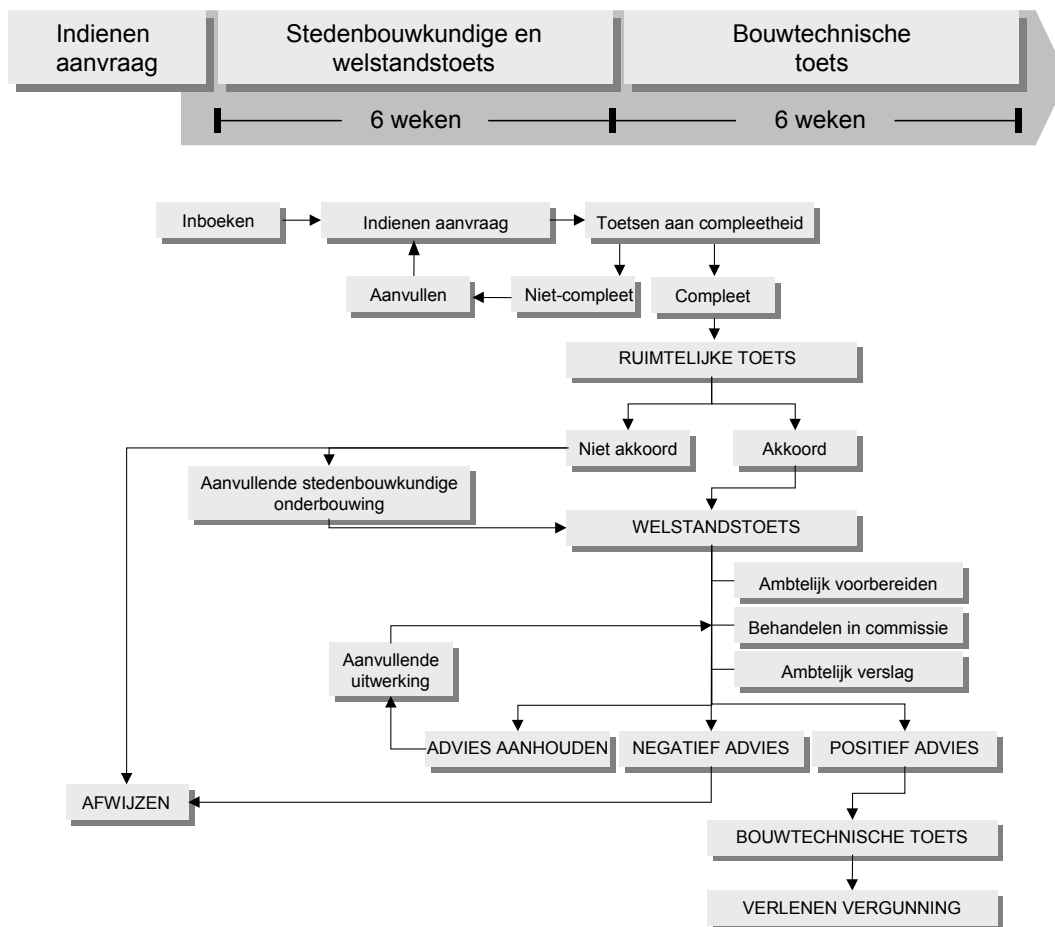 Indienen
aanvraag
Stedenbouwkundige en
welstandstoets
Bouwtechnische
toets
6 weken
6 weken
Inboeken
Indienen aanvraag
Toetsen aan compleetheid
Aanvullen
Niet-compleet
Compleet
RUIMTELIJKE TOETS
Niet akkoord
Akkoord
Aanvullende stedenbouwkundige
onderbouwing
WELSTANDSTOETS
Ambtelijk voorbereiden
Behandelen in commissie
Aanvullende
uitwerking
Ambtelijk verslag
ADVIES AANHOUDEN
NEGATIEF ADVIES
POSITIEF ADVIES
AFWIJZEN
BOUWTECHNISCHE TOETS
VERLENEN VERGUNNING